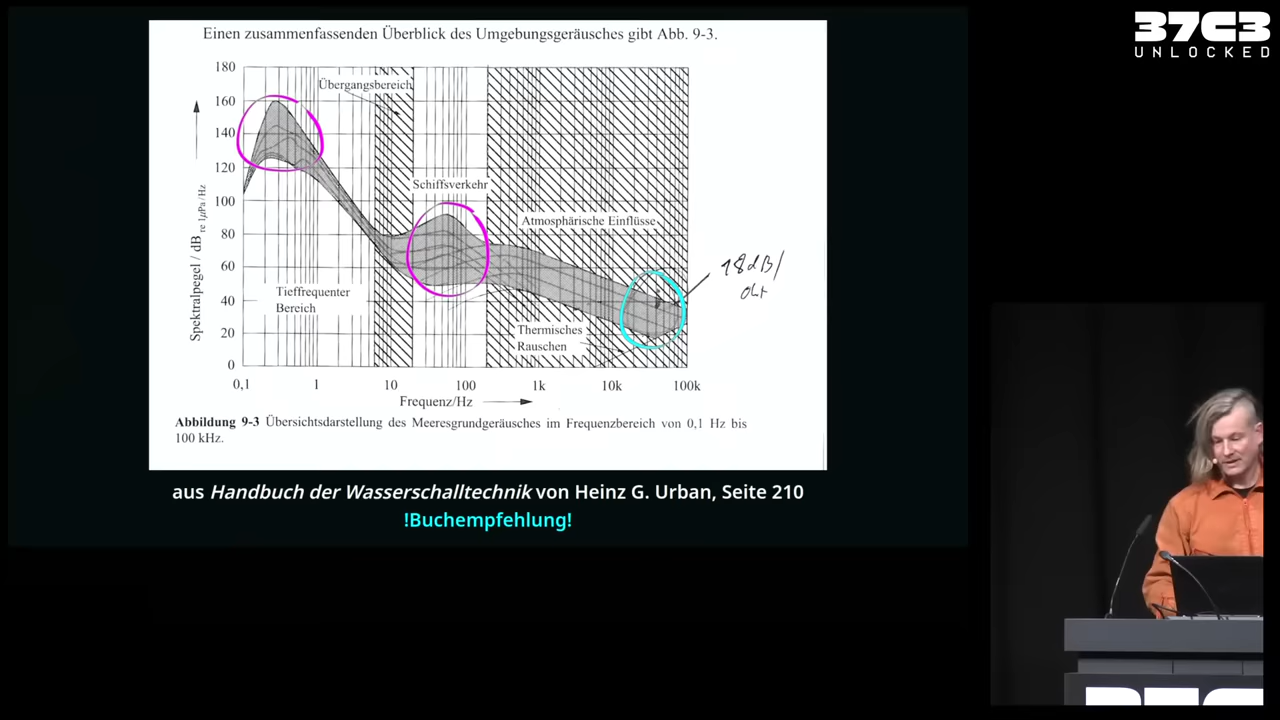 37C3
UNLOCKED
Einen zusammenfassenden Überblick des Umgebungsgeräusches gibt Abb. 9-3.
180
160
140
120
100
80
60
40
20
0
Spektralpegel / dB re 1µPa/√Hz
Übergangsbereich
Schiffsverkehr
Atmosphärische Einflüsse
18dB/
Okt
Tieffrequenter
Bereich
Thermisches
Rauschen
0,1 1 10 100 1k 10k 100k
Frequenz/Hz
Abbildung 9-3 Übersichtsdarstellung des Meeresgrundgeräusches im Frequenzbereich von 0,1 Hz bis
100 kHz.
aus Handbuch der Wasserschalltechnik von Heinz G. Urban, Seite 210
!Buchempfehlung!